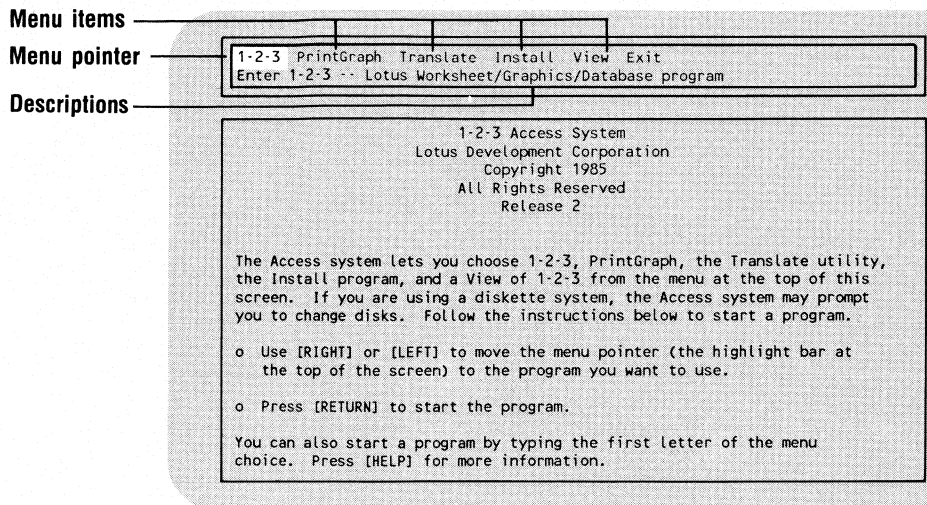 Menu items
Menu pointer
1-2-3 PrintGraph Translate Install View Exit
Enter 1-2-3 -- Lotus Worksheet/Graphics/Database program
Descriptions
1-2-3 Access System
Lotus Development Corporation
Copyright 1985
All Rights Reserved
Release 2
The Access system lets you choose 1-2-3, PrintGraph, the Translate utility,
the Install program, and a View of 1-2-3 from the menu at the top of this
screen. If you are using a diskette system, the Access system may prompt
you to change disks. Follow the instructions below to start a program.
o Use [RIGHT] or [LEFT] to move the menu pointer (the highlight bar at
the top of the screen) to the program you want to use.
o Press [RETURN] to start the program.
You can also start a program by typing the first letter of the menu
choice. Press [HELP] for more information.